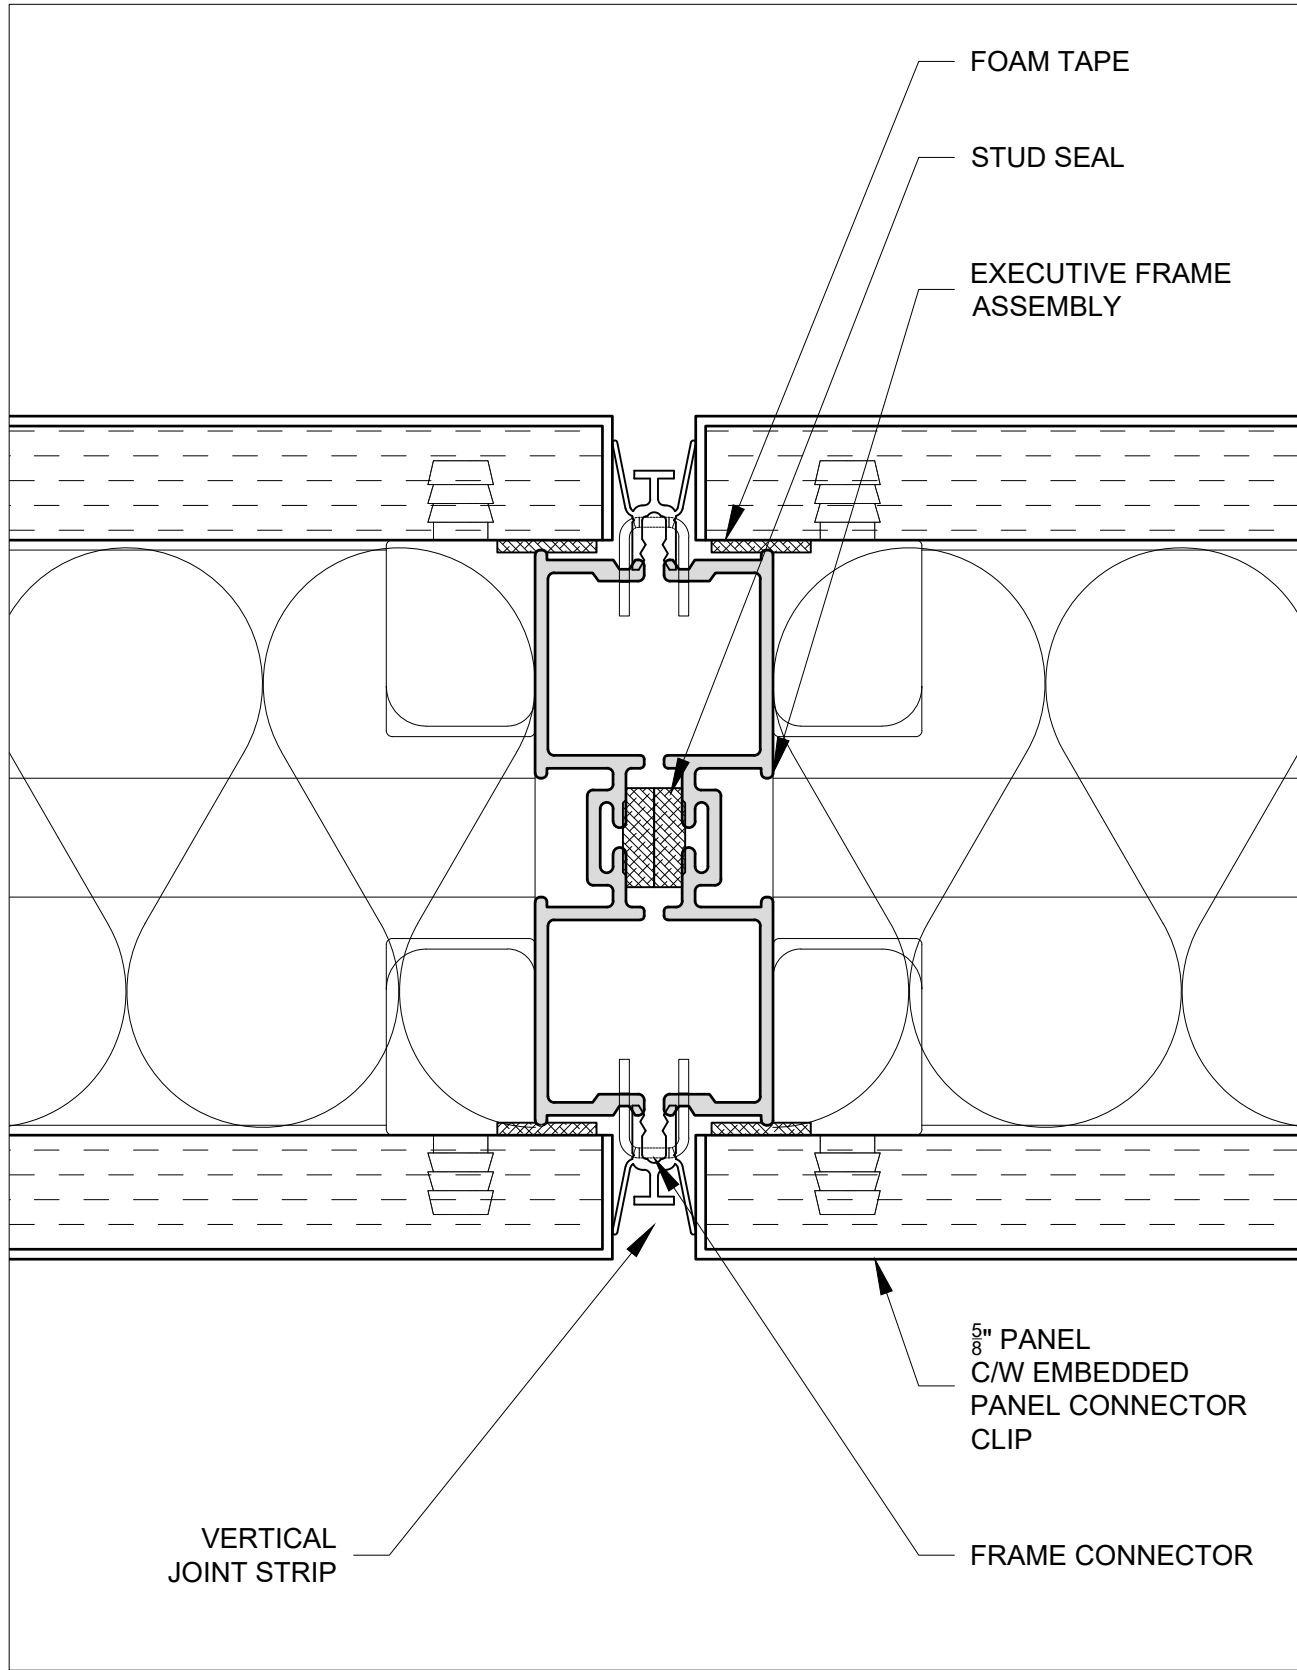 FOAM TAPE
STUD SEAL
EXECUTIVE FRAME
ASSEMBLY
5/8" PANEL
C/W EMBEDDED
PANEL CONNECTOR
CLIP
VERTICAL
JOINT STRIP
FRAME CONNECTOR